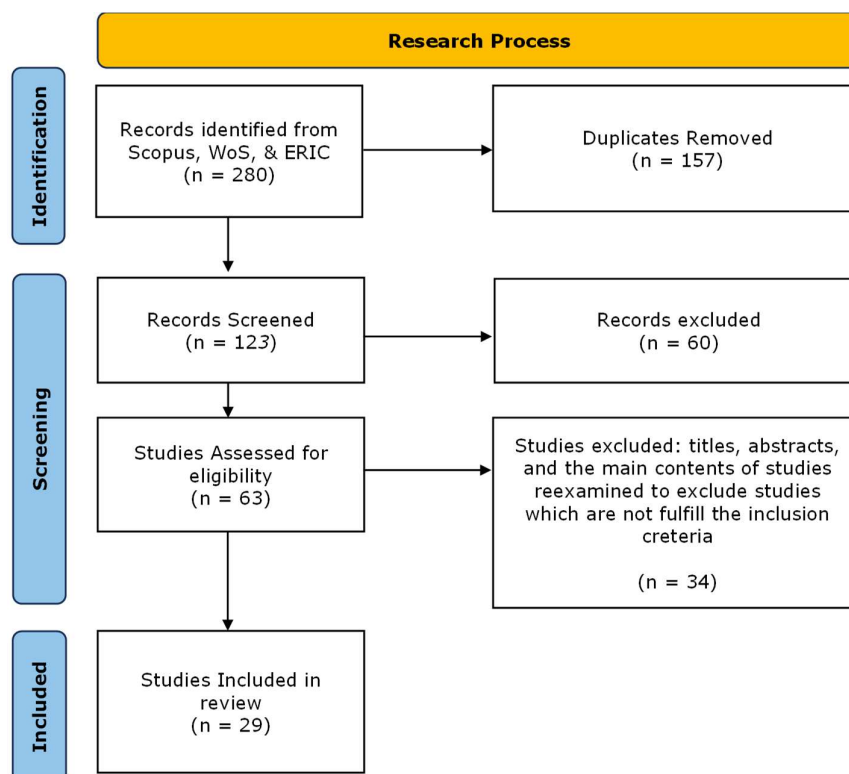 Research Process
Identification
Records identified from
Scopus, WoS, & ERIC
(n = 280)
Duplicates Removed
(n = 157)
Screening
Records Screened
(n = 123)
Records excluded
(n = 60)
Studies Assessed for
eligibility
(n = 63)
Studies excluded: titles, abstracts,
and the main contents of studies
reexamined to exclude studies
which are not fulfill the inclusion
creteria
(n = 34)
Included
Studies Included in
review
(n = 29)